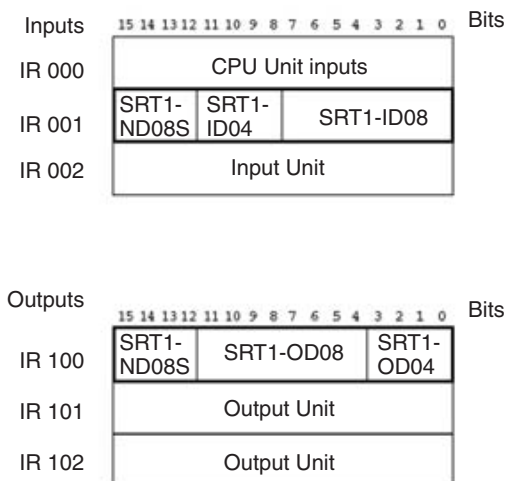 Inputs 15 14 13 12 11 10 9 8 7 6 5 4 3 2 1 0 Bits
IR 000 CPU Unit inputs
IR 001 SRT1-ND08S SRT1-ID04 SRT1-ID08
IR 002 Input Unit
Outputs 15 14 13 12 11 10 9 8 7 6 5 4 3 2 1 0 Bits
IR 100 SRT1-ND08S SRT1-OD08 SRT1-OD04
IR 101 Output Unit
IR 102 Output Unit